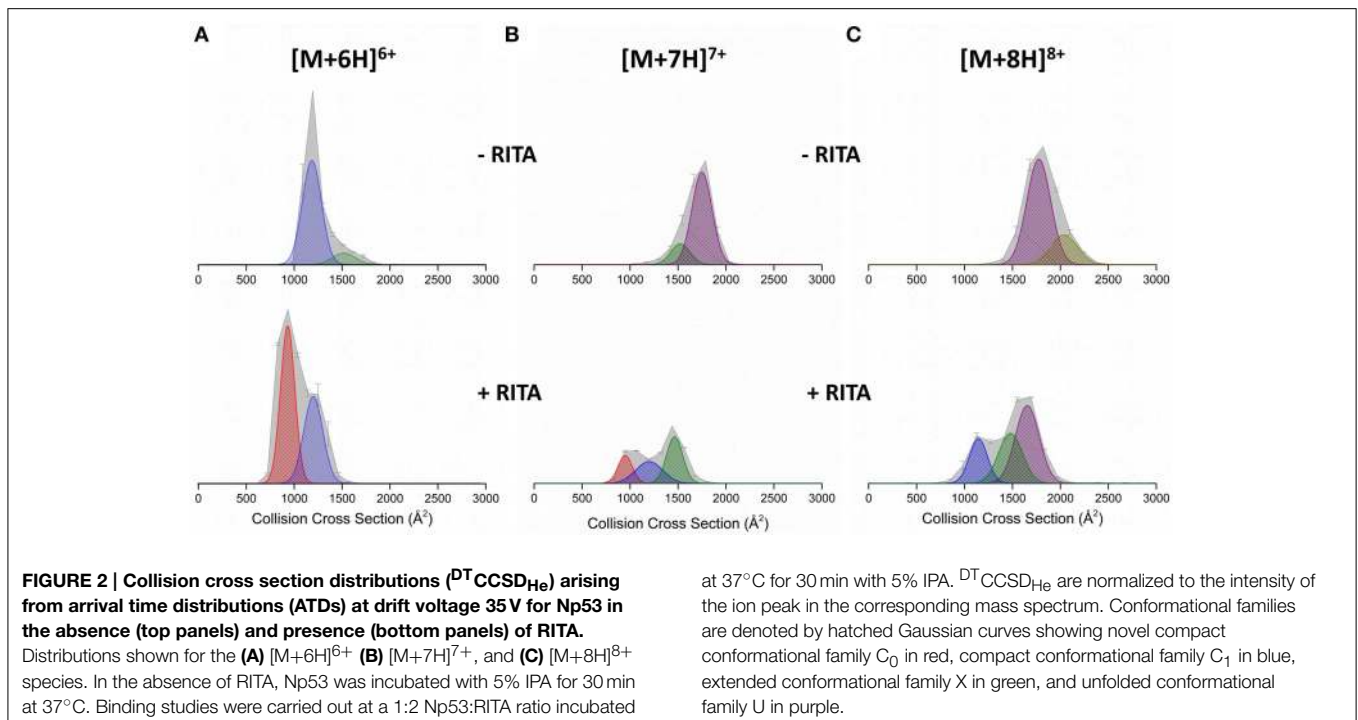 A
B
C
[M+6H]6+
[M+7H]7+
[M+8H]8+
- RITA
- RITA
0 500 1000 1500 2000 2500 3000
0 500 1000 1500 2000 2500 3000
0 500 1000 1500 2000 2500 3000
+ RITA
+ RITA
0 500 1000 1500 2000 2500 3000
0 500 1000 1500 2000 2500 3000
0 500 1000 1500 2000 2500 3000
Collision Cross Section (Å2)
Collision Cross Section (Å2)
Collision Cross Section (Å2)
FIGURE 2 | Collision cross section distributions (DTCCSDHe) arising
from arrival time distributions (ATDs) at drift voltage 35 V for Np53 in
the absence (top panels) and presence (bottom panels) of RITA.
Distributions shown for the (A) [M+6H]6+ (B) [M+7H]7+, and (C) [M+8H]8+
species. In the absence of RITA, Np53 was incubated with 5% IPA for 30 min
at 37°C. Binding studies were carried out at a 1:2 Np53:RITA ratio incubated
at 37°C for 30 min with 5% IPA. DTCCSDHe are normalized to the intensity of
the ion peak in the corresponding mass spectrum. Conformational families
are denoted by hatched Gaussian curves showing novel compact
conformational family C0 in red, compact conformational family C1 in blue,
extended conformational family X in green, and unfolded conformational
family U in purple.